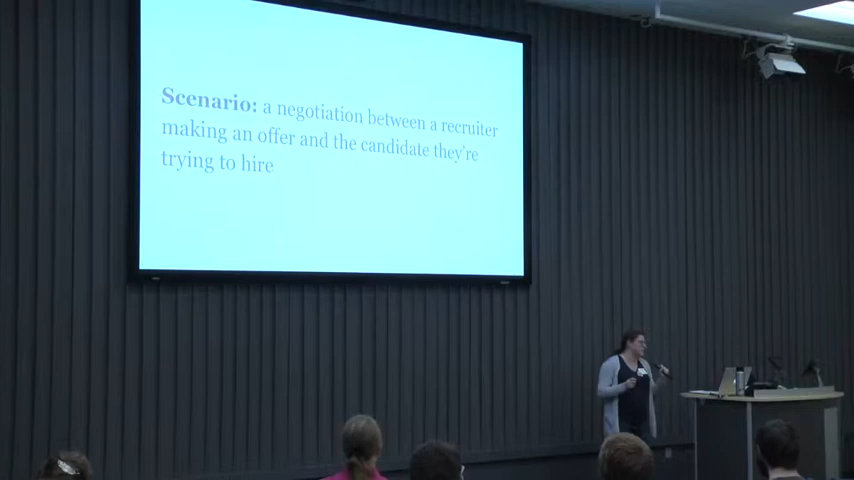 Scenario: a negotiation between a recruiter
making an offer and the candidate they're
trying to hire